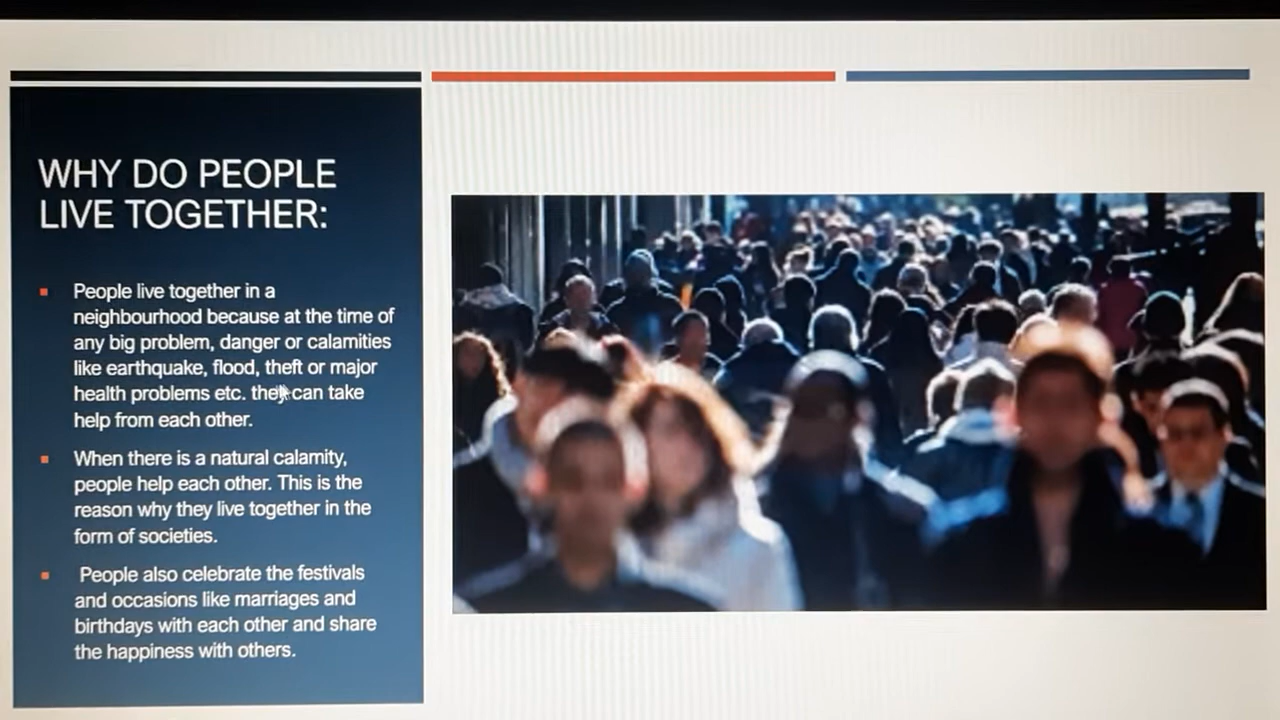 WHY DO PEOPLE
LIVE TOGETHER:
People live together in a
neighbourhood because at the time of
any big problem, danger or calamities
like earthquake, flood, theft or major
health problems etc. they can take
help from each other.
When there is a natural calamity,
people help each other. This is the
reason why they live together in the
form of societies.
People also celebrate the festivals
and occasions like marriages and
birthdays with each other and share
the happiness with others.